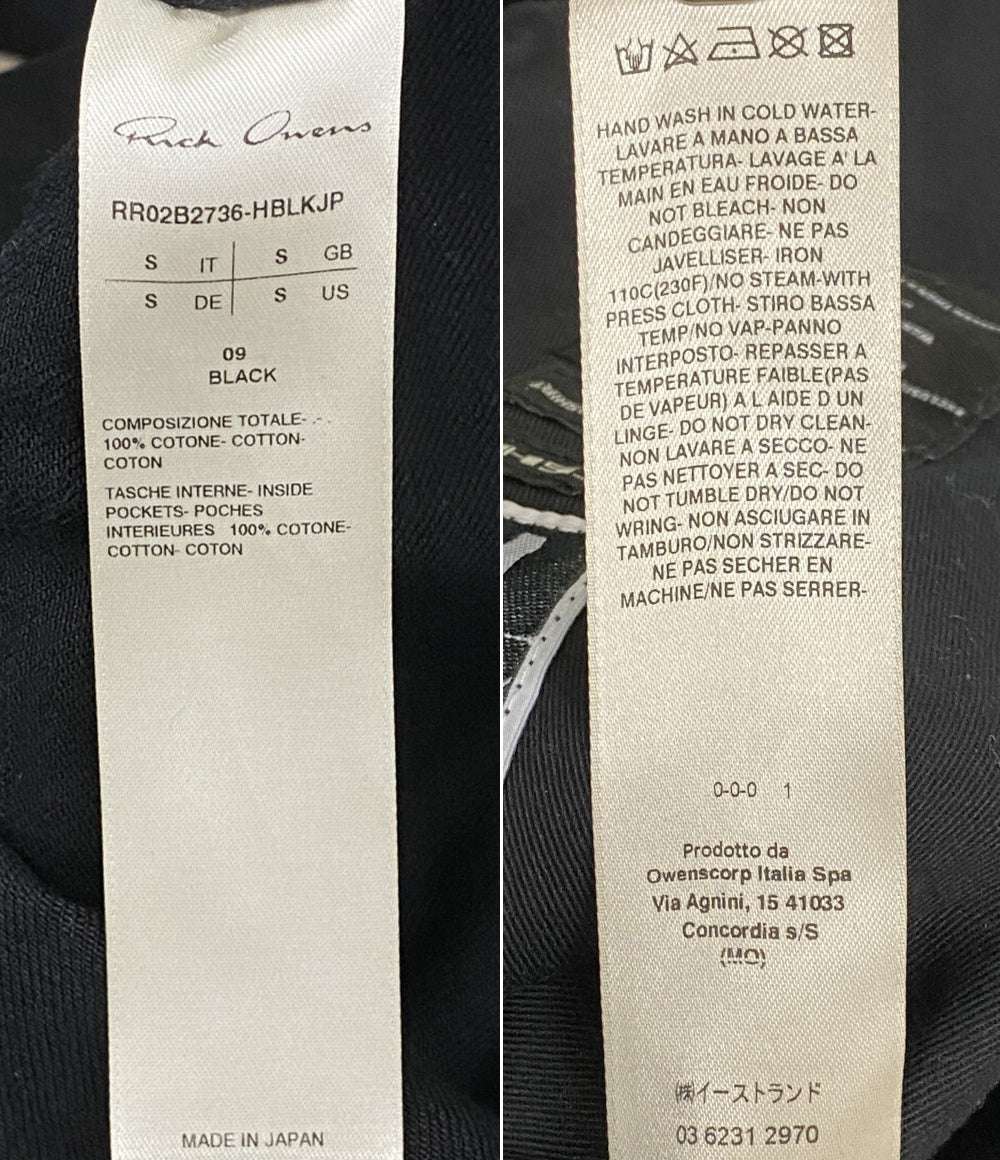 Rick Owens
RR02B2736-HBLKJP
S IT S GB
S DE S US
09
BLACK
COMPOSIZIONE TOTALE- -.-
100% COTONE- COTTON-
COTON
TASCHE INTERNE- INSIDE
POCKETS- POCHES
INTERIEURES 100% COTONE-
COTTON- COTON
MADE IN JAPAN
HAND WASH IN COLD WATER-
LAVARE A MANO A BASSA
TEMPERATURA- LAVAGE A' LA
MAIN EN EAU FROIDE- DO
NOT BLEACH- NON
CANDEGGIARE- NE PAS
JAVELLISER- IRON
110C(230F)/NO STEAM-WITH
PRESS CLOTH- STIRO BASSA
TEMP/NO VAP-PANNO
INTERPOSTO- REPASSER A
TEMPERATURE FAIBLE(PAS
DE VAPEUR) A L AIDE D UN
LINGE- DO NOT DRY CLEAN-
NON LAVARE A SECCO- NE
PAS NETTOYER A SEC- DO
NOT TUMBLE DRY/DO NOT
WRING- NON ASCIUGARE IN
TAMBURO/NON STRIZZARE-
NE PAS SECHER EN
MACHINE/NE PAS SERRER-
0-0-0 1
Prodotto da
Owenscorp Italia Spa
Via Agnini, 15 41033
Concordia s/S
(MO)
㈱イーストランド
03 6231 2970